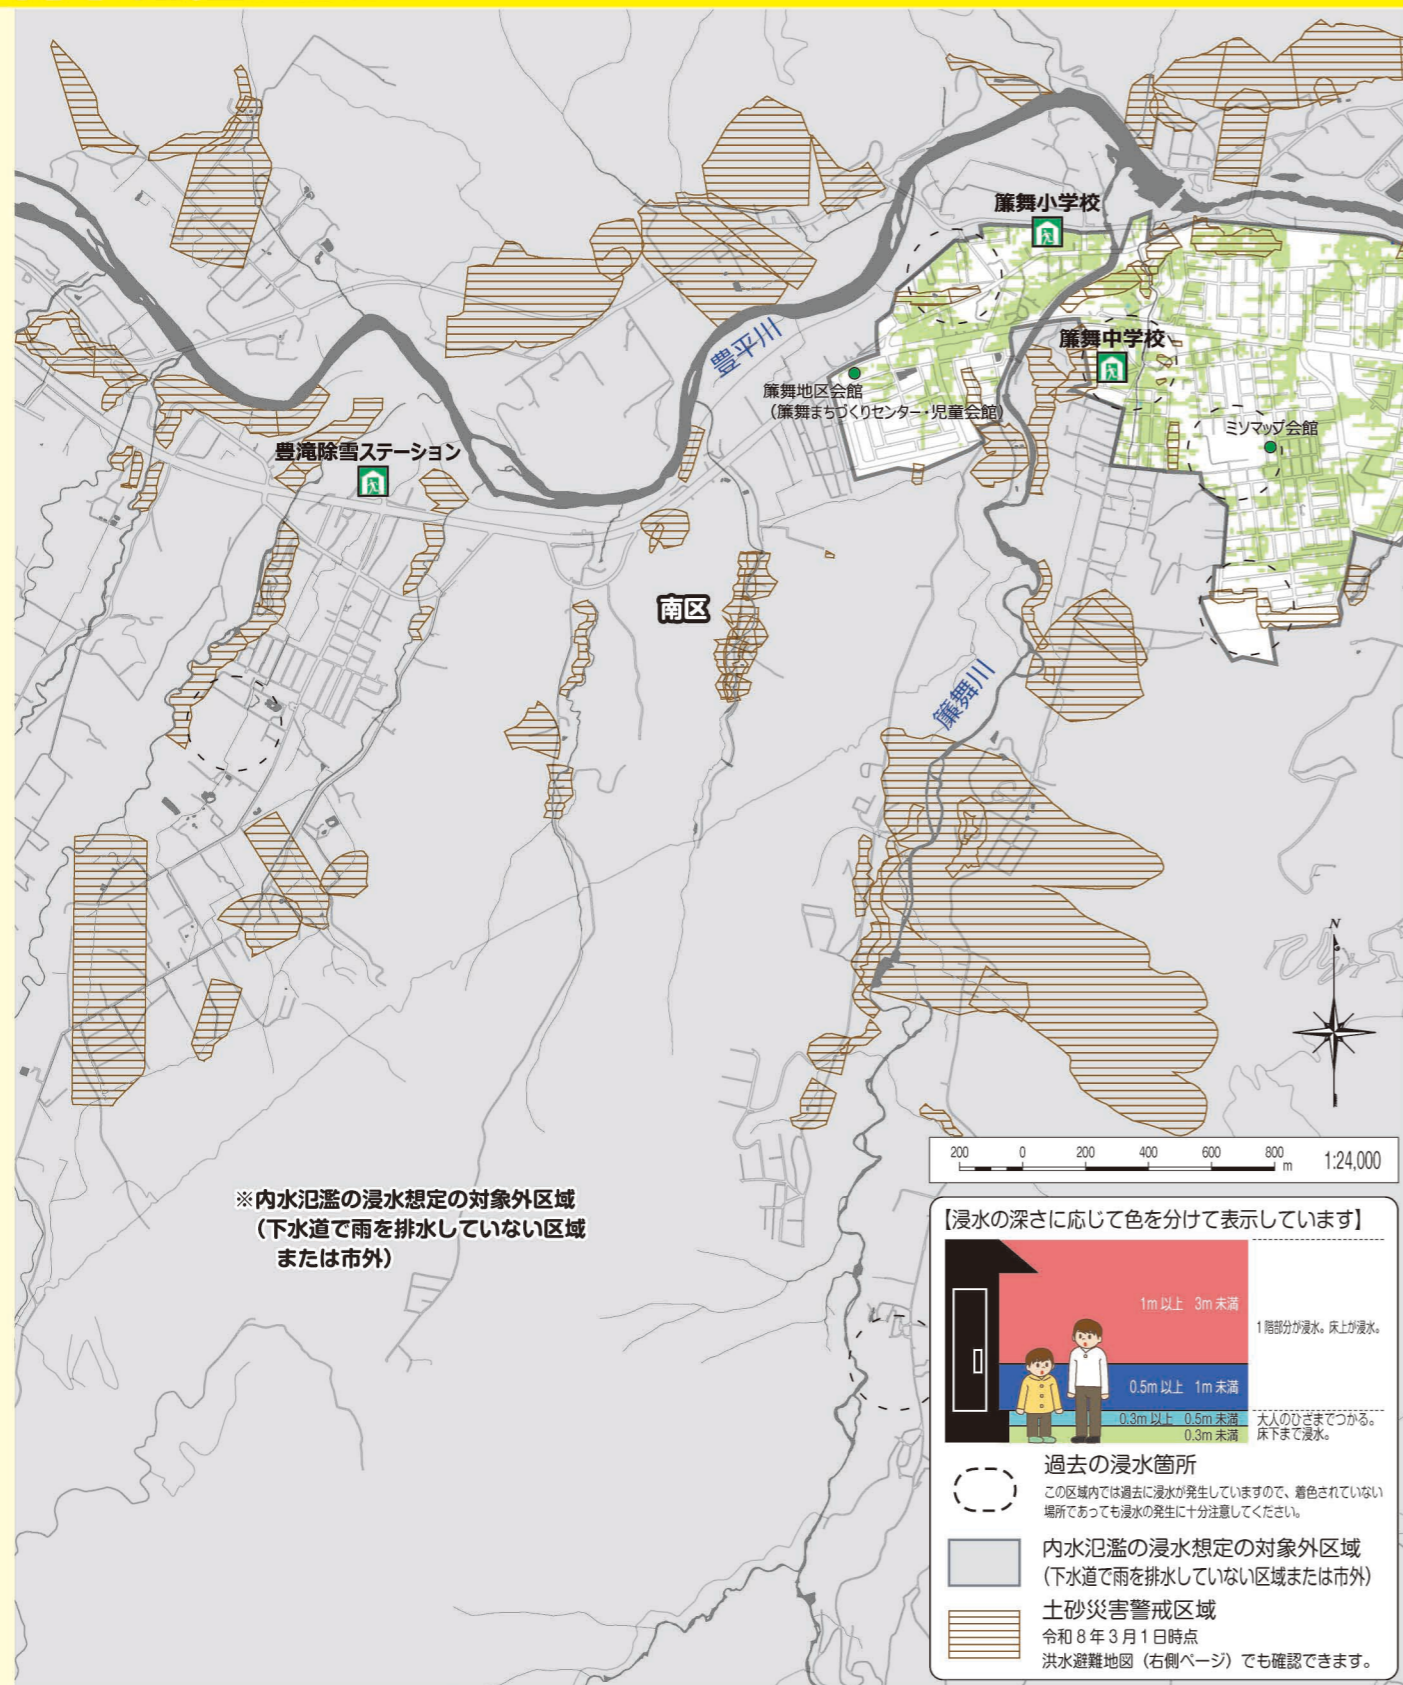 簾舞小学校
豊平川
簾舞中学校
簾舞地区会館
(簾舞まちづくりセンター・児童会館)
ミソマップ会館
豊滝除雪ステーション
南区
簾舞川
N
200 0 200 400 600 800 m 1:24,000
※内水氾濫の浸水想定の対象外区域
(下水道で雨を排水していない区域
または市外)
【浸水の深さに応じて色を分けて表示しています】
1m 以上 3m 未満
1階部分が浸水。床上が浸水。
0.5m 以上 1m 未満
0.3m 以上 0.5m 未満
大人のひざまでつかる。
0.3m 未満
床下まで浸水。
過去の浸水箇所
この区域内では過去に浸水が発生していますので、着色されていない
場所であっても浸水の発生に十分注意してください。
内水氾濫の浸水想定の対象外区域
(下水道で雨を排水していない区域または市外)
土砂災害警戒区域
令和8年3月1日時点
洪水避難地図(右側ページ)でも確認できます。